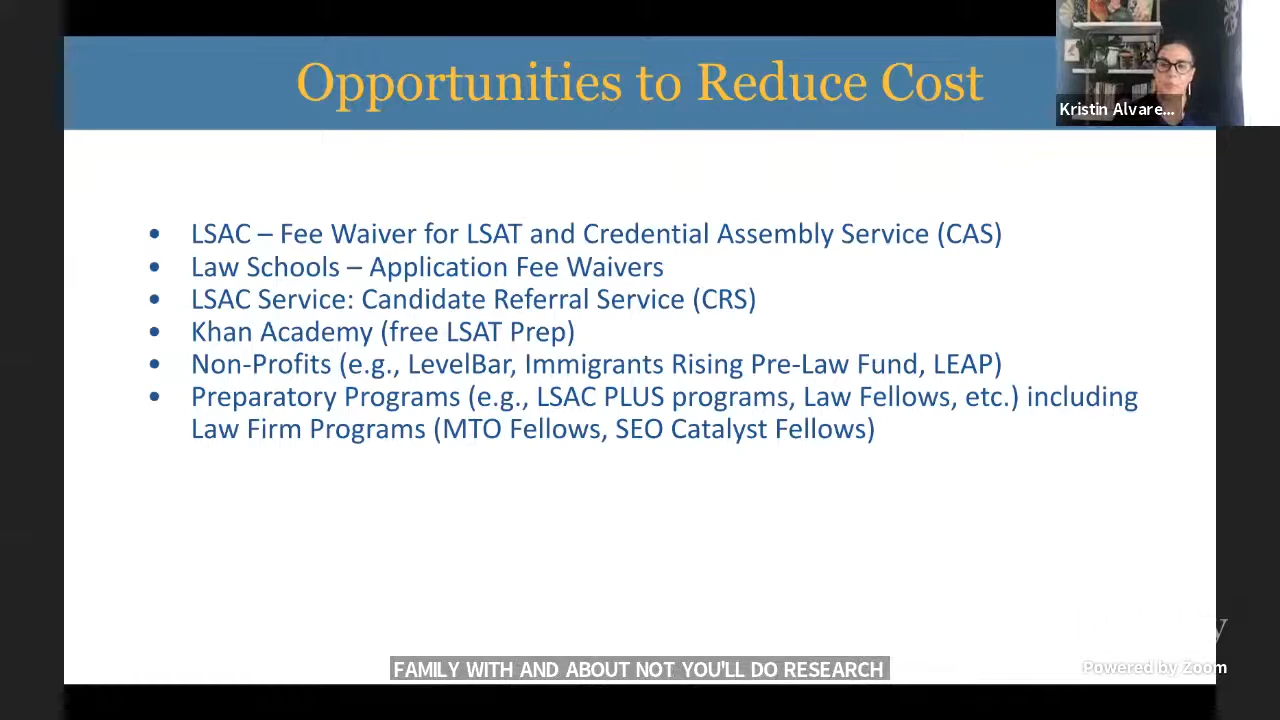 Opportunities to Reduce Cost
Kristin Alvare...
• LSAC – Fee Waiver for LSAT and Credential Assembly Service (CAS)
• Law Schools – Application Fee Waivers
• LSAC Service: Candidate Referral Service (CRS)
• Khan Academy (free LSAT Prep)
• Non-Profits (e.g., LevelBar, Immigrants Rising Pre-Law Fund, LEAP)
• Preparatory Programs (e.g., LSAC PLUS programs, Law Fellows, etc.) including
Law Firm Programs (MTO Fellows, SEO Catalyst Fellows)
y
FAMILY WITH AND ABOUT NOT YOU'LL DO RESEARCH
Powered by Zoom